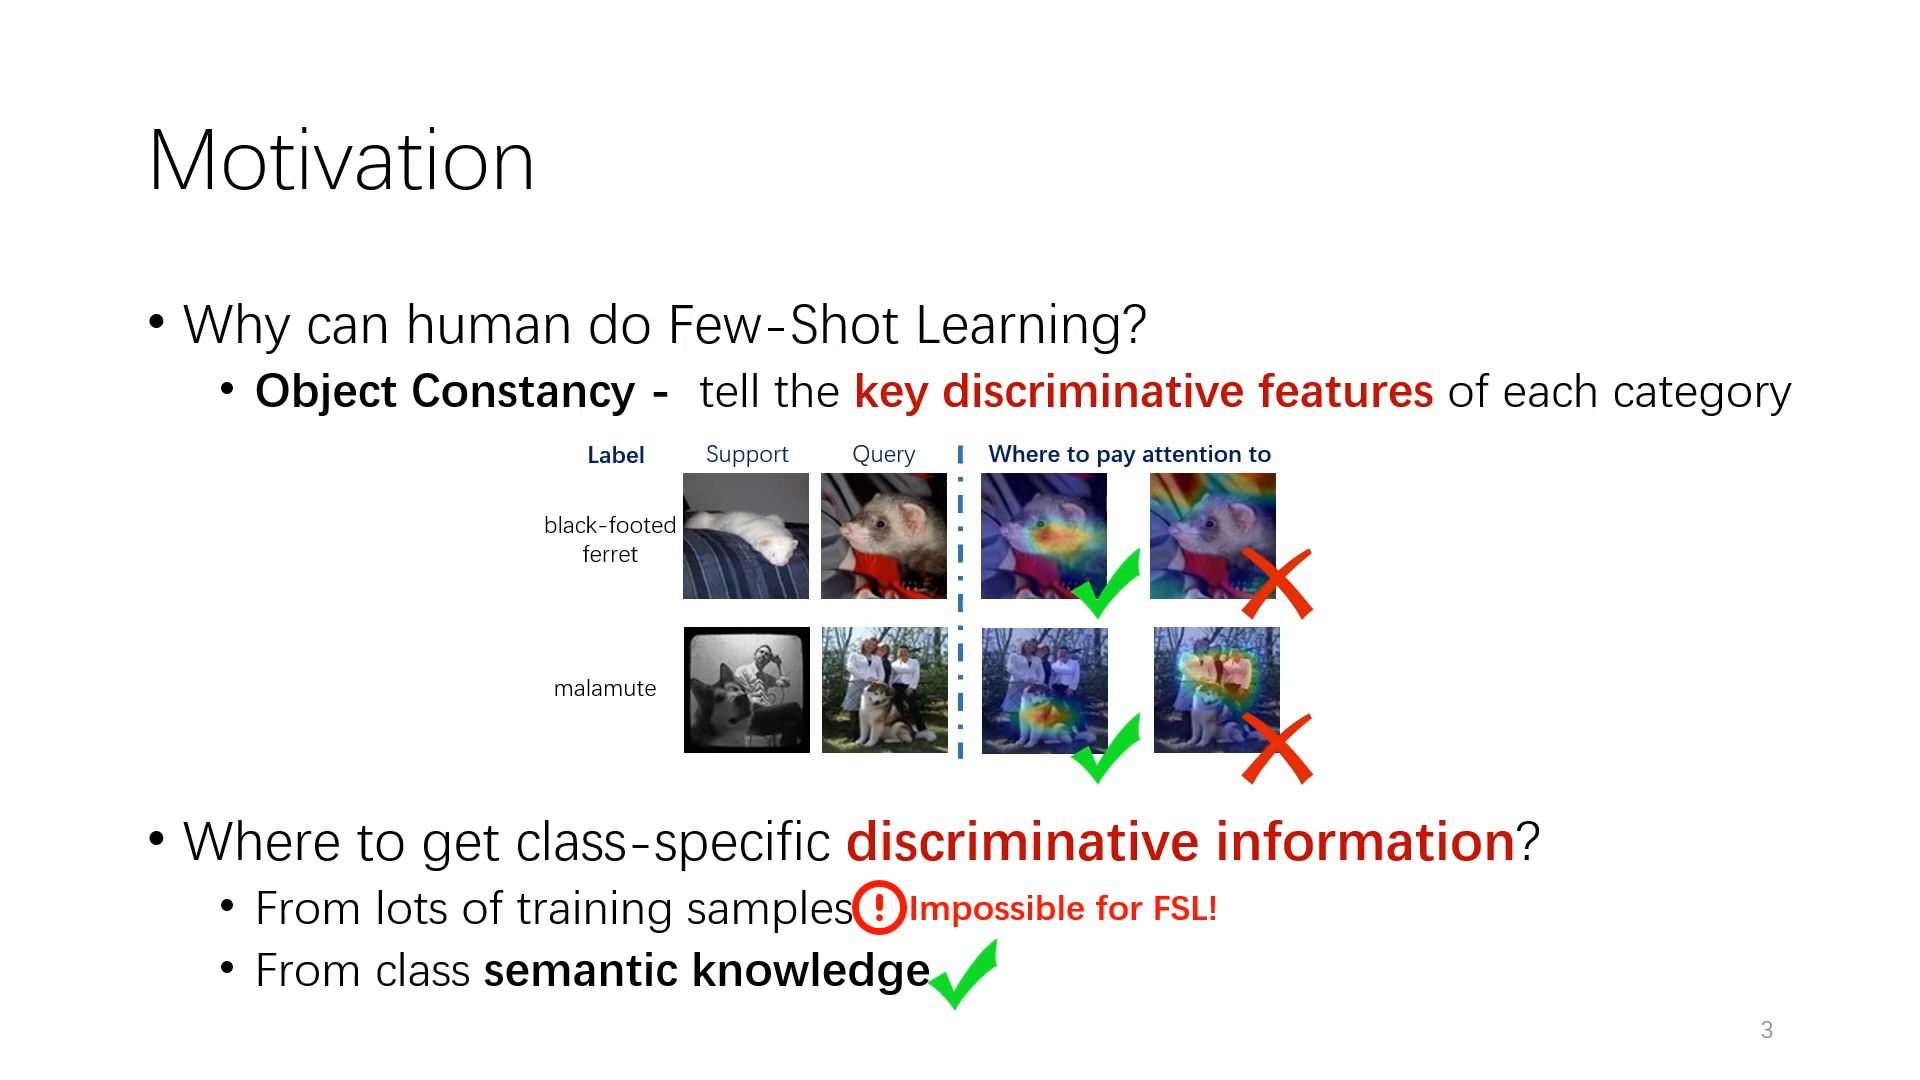 Motivation
• Why can human do Few-Shot Learning?
• Object Constancy - tell the key discriminative features of each category
Label Support Query Where to pay attention to
black-footed
ferret
malamute
• Where to get class-specific discriminative information?
• From lots of training samples Impossible for FSL!
• From class semantic knowledge
3